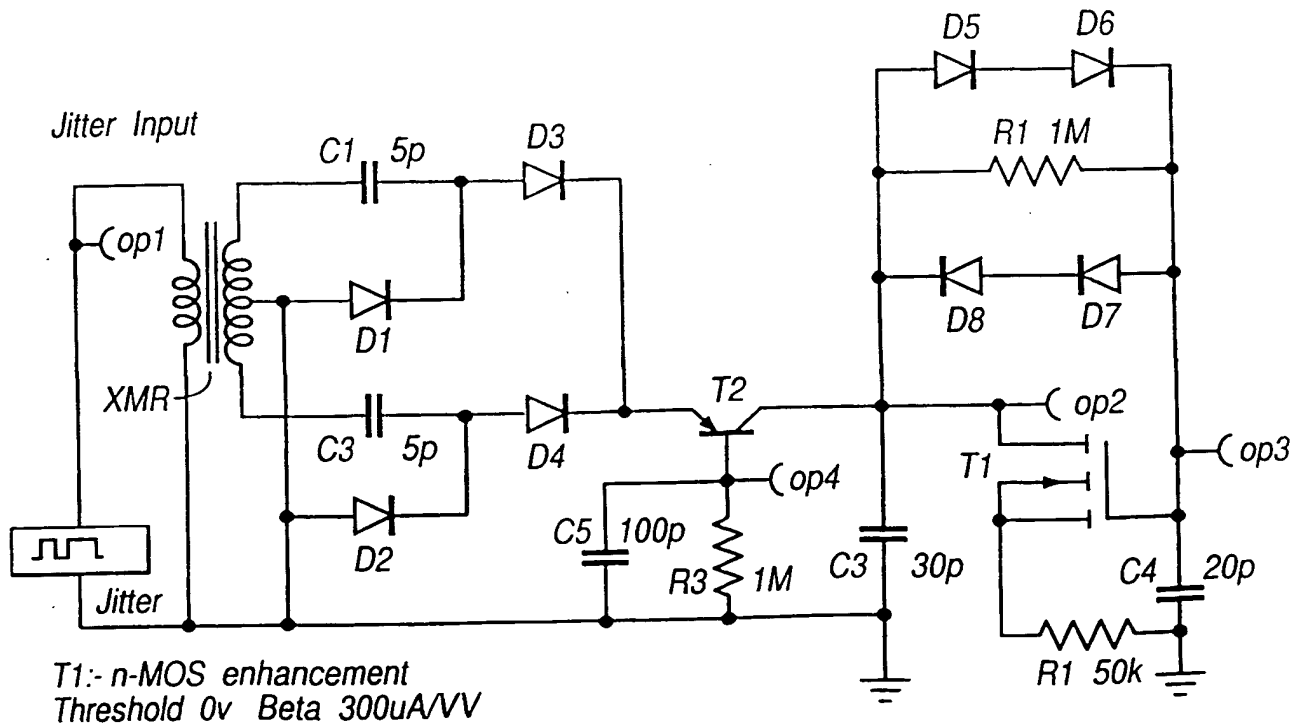 D5
D6
Jitter Input
R1 1M
C1
5p
D3
op1
D1
D8
D7
XMR
T2
C3
5p
D4
op2
T1
op3
op4
D2
C5
100p
R3
1M
C3
30p
C4
20p
Jitter
R1 50k
T1:- n-MOS enhancement
Threshold 0v Beta 300uA/VV